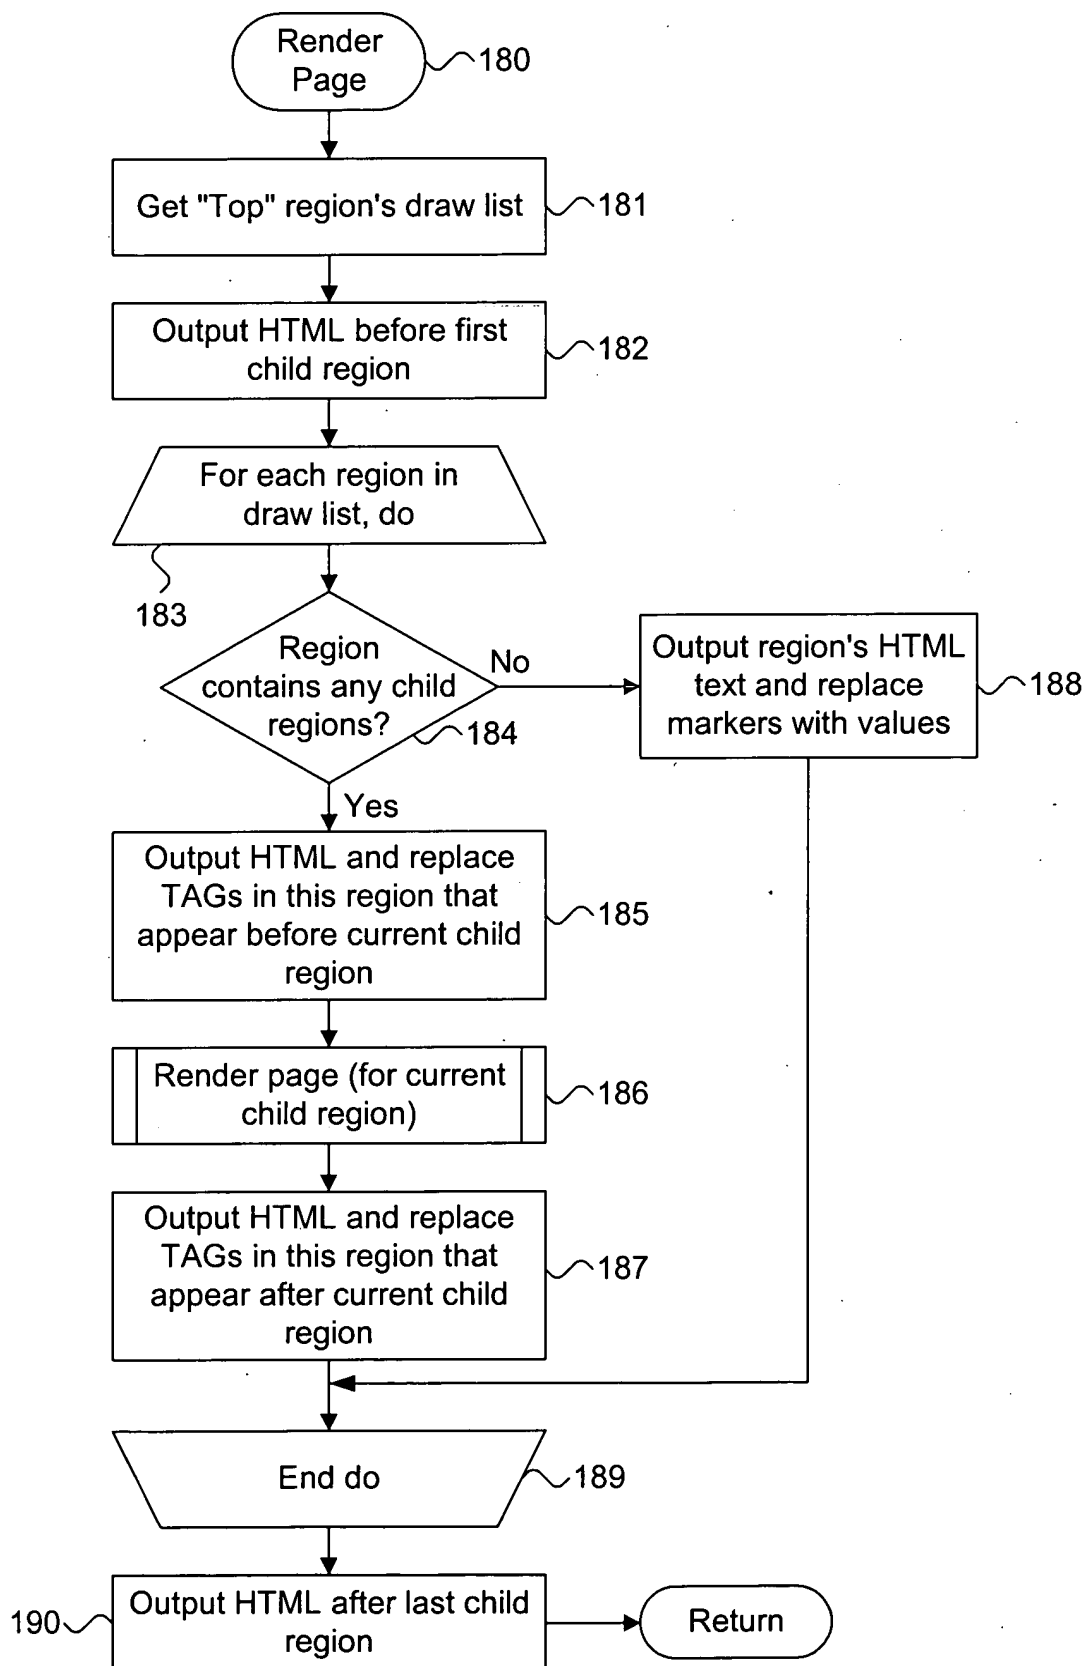 Render
Page
180
Get "Top" region's draw list
181
Output HTML before first
child region
182
For each region in
draw list, do
183
Region
contains any child
regions?
184
No
Output region's HTML
text and replace
markers with values
188
Yes
Output HTML and replace
TAGs in this region that
appear before current child
region
185
Render page (for current
child region)
186
Output HTML and replace
TAGs in this region that
appear after current child
region
187
End do
189
190
Output HTML after last child
region
Return